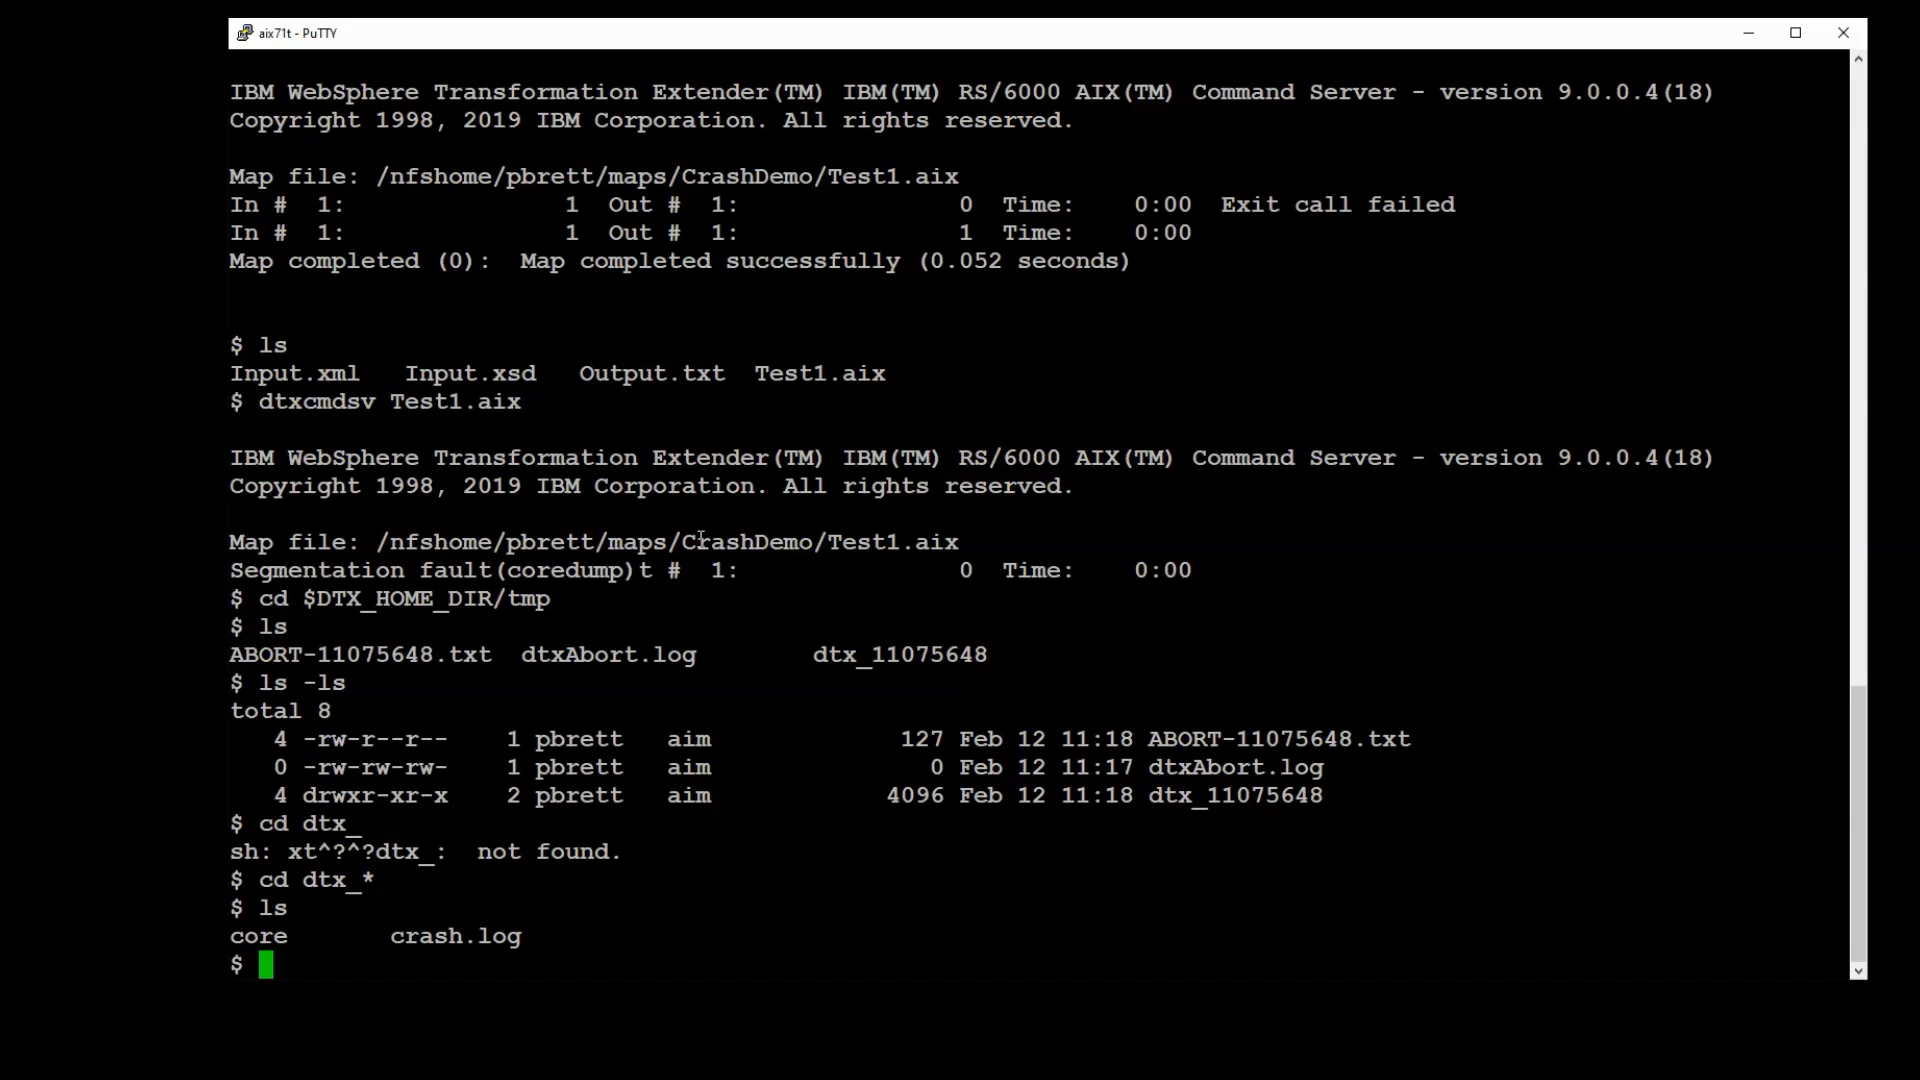 aix71t - PuTTY
IBM WebSphere Transformation Extender(TM) IBM(TM) RS/6000 AIX(TM) Command Server - version 9.0.0.4(18)
Copyright 1998, 2019 IBM Corporation. All rights reserved.
Map file: /nfshome/pbrett/maps/CrashDemo/Test1.aix
In #  1:               1  Out #  1:               0  Time:    0:00  Exit call failed
In #  1:               1  Out #  1:               1  Time:    0:00
Map completed (0):  Map completed successfully (0.052 seconds)
$ ls
Input.xml   Input.xsd   Output.txt  Test1.aix
$ dtxcmdsv Test1.aix
IBM WebSphere Transformation Extender(TM) IBM(TM) RS/6000 AIX(TM) Command Server - version 9.0.0.4(18)
Copyright 1998, 2019 IBM Corporation. All rights reserved.
Map file: /nfshome/pbrett/maps/CrashDemo/Test1.aix
Segmentation fault(coredump)t #  1:               0  Time:    0:00
$ cd $DTX_HOME_DIR/tmp
$ ls
ABORT-11075648.txt  dtxAbort.log        dtx_11075648
$ ls -ls
total 8
   4 -rw-r--r--    1 pbrett   aim             127 Feb 12 11:18 ABORT-11075648.txt
   0 -rw-rw-rw-    1 pbrett   aim               0 Feb 12 11:17 dtxAbort.log
   4 drwxr-xr-x    2 pbrett   aim            4096 Feb 12 11:18 dtx_11075648
$ cd dtx_
sh: xt^?^?dtx_:  not found.
$ cd dtx_*
$ ls
core       crash.log
$